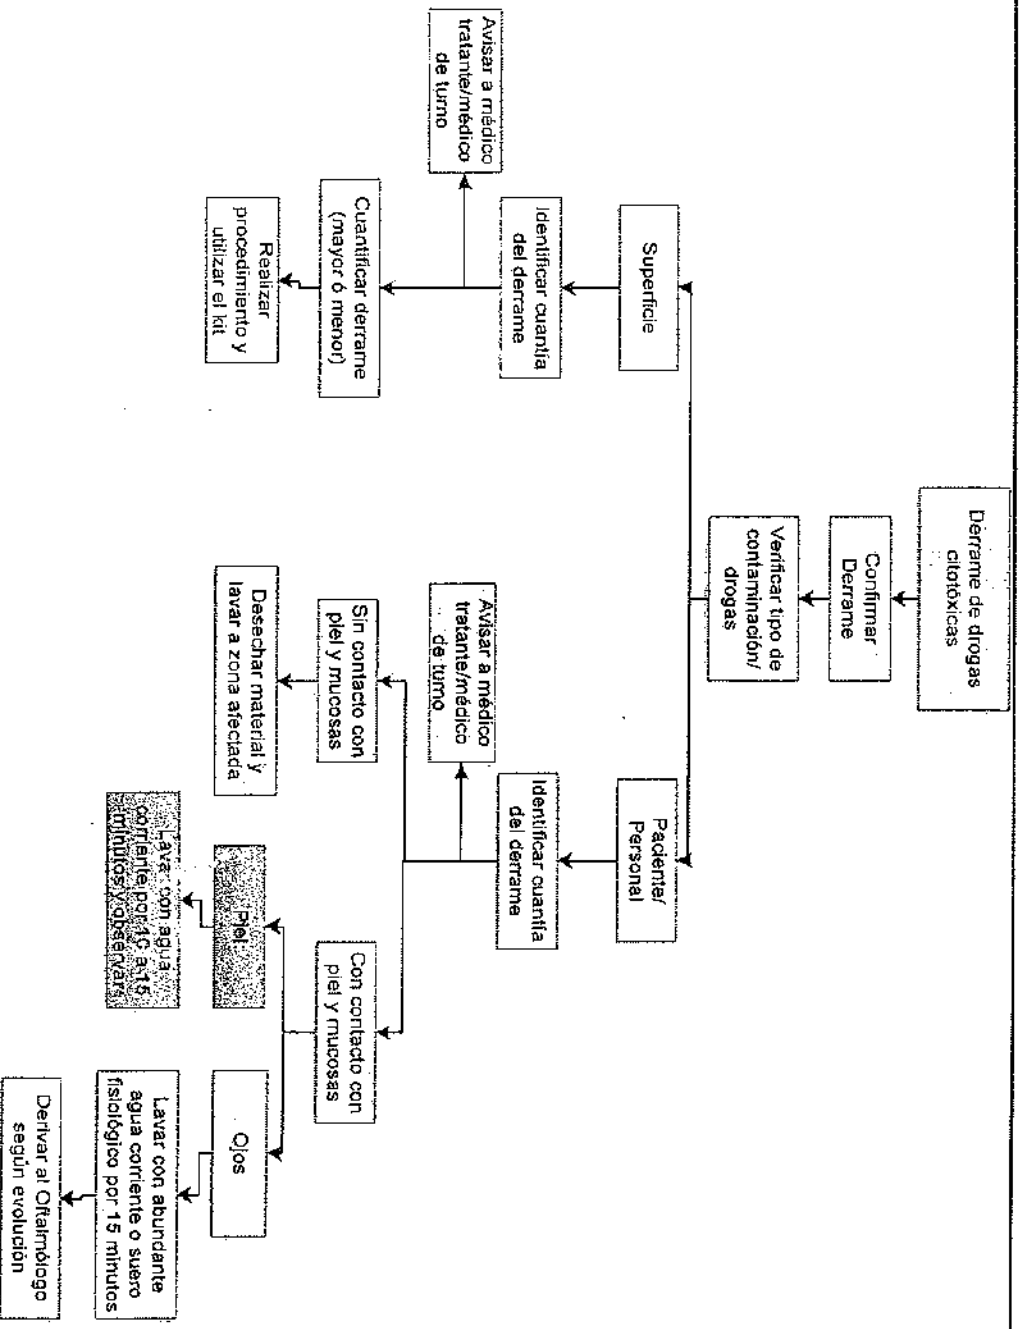 Derrame de drogas
citotóxicas
Confirmar
Derrame
Verificar tipo de
contaminación/
drogas
Superficie
Identificar cuantía
del derrame
Avisar a médico
tratante/médico
de turno
Cuantificar derrame
(mayor ó menor)
Realizar
procedimiento y
utilizar el kit
Paciente/
Personal
Identificar cuantía
del derrame
Avisar a médico
tratante/médico
de turno
Sin contacto con
piel y mucosas
Desechar material y
lavar a zona afectada
Con contacto con
piel y mucosas
Piel
Lavar con agua
corriente por 10 a 15
minutos y observar
Ojos
Lavar con abundante
agua corriente o suero
fisiológico por 15 minutos
Derivar al Oftalmólogo
según evolución